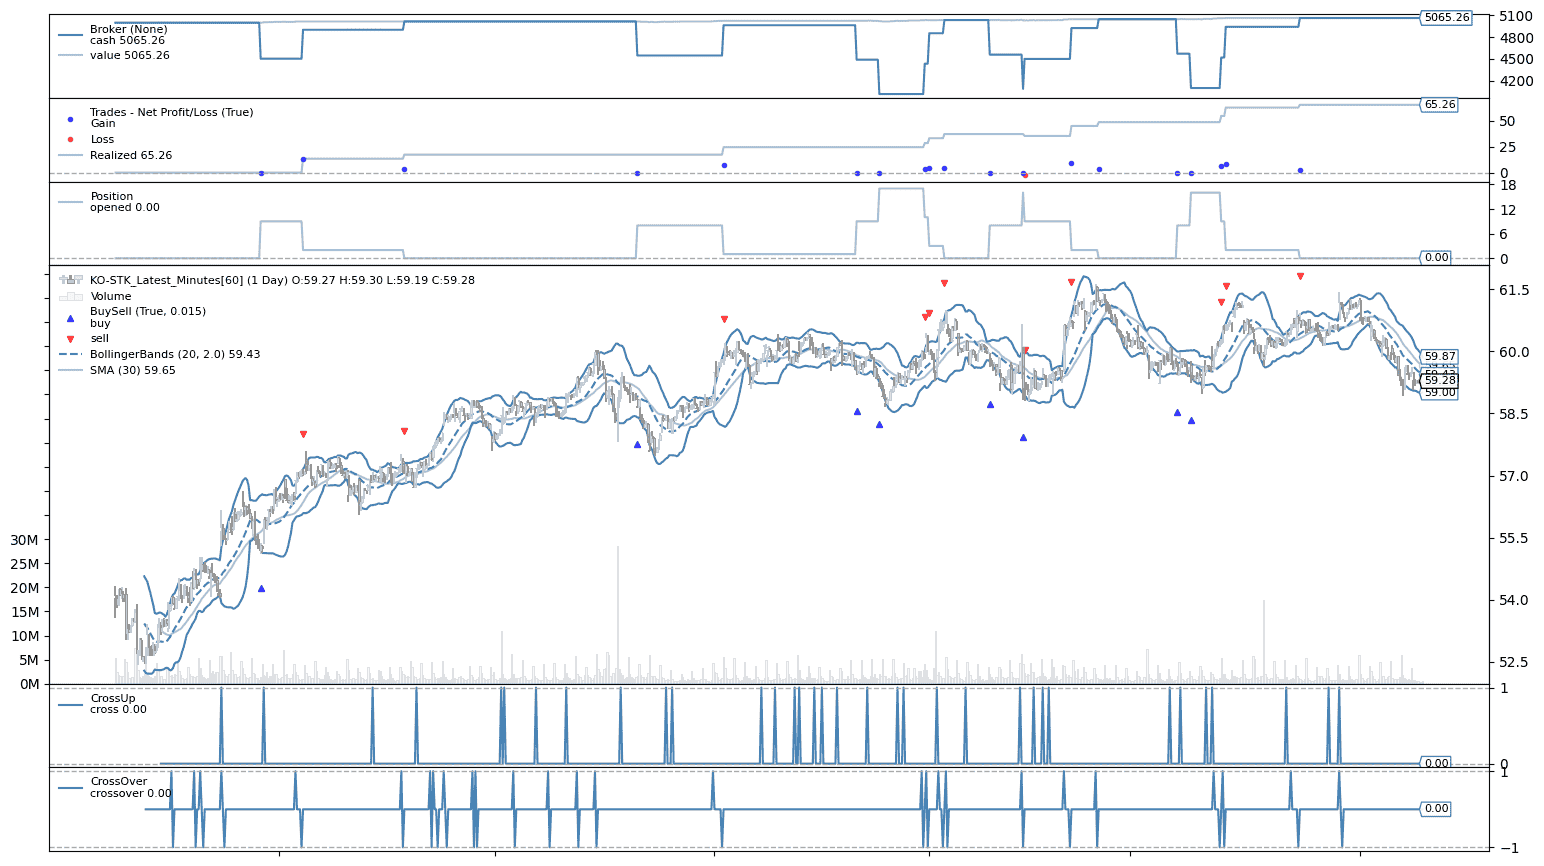 Broker (None)
cash 5065.26
value 5065.26
5065.26
5100
4800
4500
4200
Trades - Net Profit/Loss (True)
Gain
Loss
Realized 65.26
65.26
50
25
0
Position
opened 0.00
18
12
6
0.00
0
KO-STK_Latest_Minutes[60] (1 Day) O:59.27 H:59.30 L:59.19 C:59.28
Volume
BuySell (True, 0.015)
buy
sell
BollingerBands (20, 2.0) 59.43
SMA (30) 59.65
61.5
60.0
59.87
59.43
59.28
59.00
58.5
57.0
55.5
54.0
52.5
30M
25M
20M
15M
10M
5M
0M
CrossUp
cross 0.00
1
0.00
0
CrossOver
crossover 0.00
1
0.00
−1